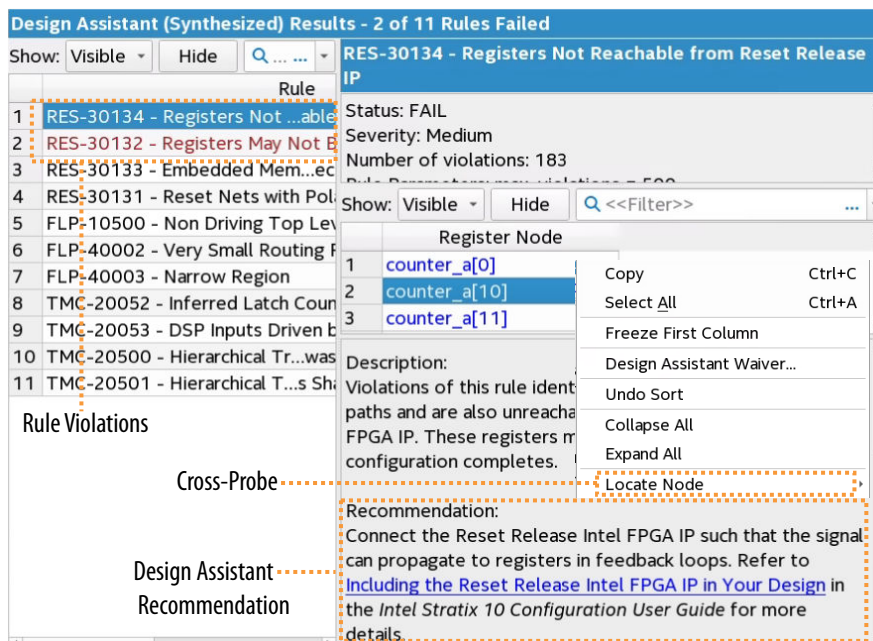 Design Assistant (Synthesized) Results - 2 of 11 Rules Failed
Show: Visible Hide ... ...
Rule
1 RES-30134 - Registers Not ...able
2 RES-30132 - Registers May Not B
3 RES-30133 - Embedded Mem...ec
4 RES-30131 - Reset Nets with Pol
5 FLP-10500 - Non Driving Top Lev
6 FLP-40002 - Very Small Routing
7 FLP-40003 - Narrow Region
8 TMC-20052 - Inferred Latch Coun
9 TMC-20053 - DSP Inputs Driven b
10 TMC-20500 - Hierarchical Tr...was
11 TMC-20501 - Hierarchical T...s Sha
Rule Violations
Cross-Probe
Design Assistant
Recommendation
RES-30134 - Registers Not Reachable from Reset Release
IP
Status: FAIL
Severity: Medium
Number of violations: 183
Show: Visible Hide <<Filter>> ...
Register Node
1 counter_a[0]
2 counter_a[10]
3 counter_a[11]
Copy Ctrl+C
Select All Ctrl+A
Freeze First Column
Design Assistant Waiver...
Undo Sort
Collapse All
Expand All
Locate Node
Description:
Violations of this rule ident
paths and are also unreacha
FPGA IP. These registers m
configuration completes.
Recommendation:
Connect the Reset Release Intel FPGA IP such that the signal
can propagate to registers in feedback loops. Refer to
Including the Reset Release Intel FPGA IP in Your Design in
the Intel Stratix 10 Configuration User Guide for more
details.